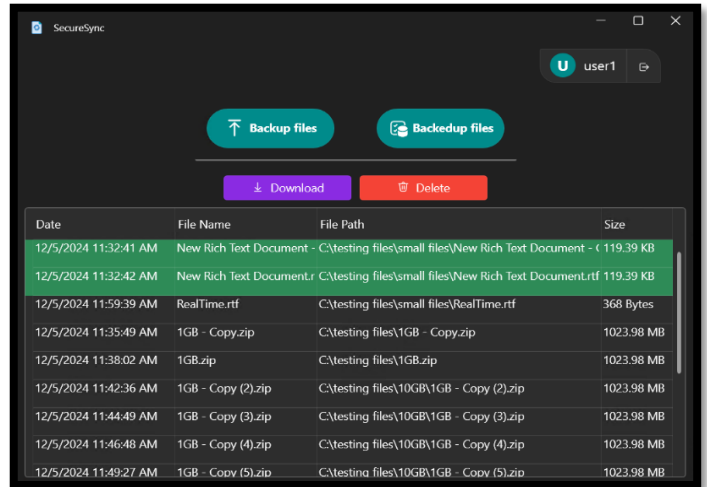 SecureSync
U user1
Backup files Backedup files
Download Delete
Date File Name File Path Size
12/5/2024 11:32:41 AM New Rich Text Document - C:\testing files\small files\New Rich Text Document - ( 119.39 KB
12/5/2024 11:32:42 AM New Rich Text Document.r C:\testing files\small files\New Rich Text Document.rtf 119.39 KB
12/5/2024 11:59:39 AM RealTime.rtf C:\testing files\small files\RealTime.rtf 368 Bytes
12/5/2024 11:35:49 AM 1GB - Copy.zip C:\testing files\1GB - Copy.zip 1023.98 MB
12/5/2024 11:38:02 AM 1GB.zip C:\testing files\1GB.zip 1023.98 MB
12/5/2024 11:42:36 AM 1GB - Copy (2).zip C:\testing files\10GB\1GB - Copy (2).zip 1023.98 MB
12/5/2024 11:44:49 AM 1GB - Copy (3).zip C:\testing files\10GB\1GB - Copy (3).zip 1023.98 MB
12/5/2024 11:46:48 AM 1GB - Copy (4).zip C:\testing files\10GB\1GB - Copy (4).zip 1023.98 MB
12/5/2024 11:49:27 AM 1GB - Copy (5).zip C:\testing files\10GB\1GB - Copy (5).zip 1023.98 MB